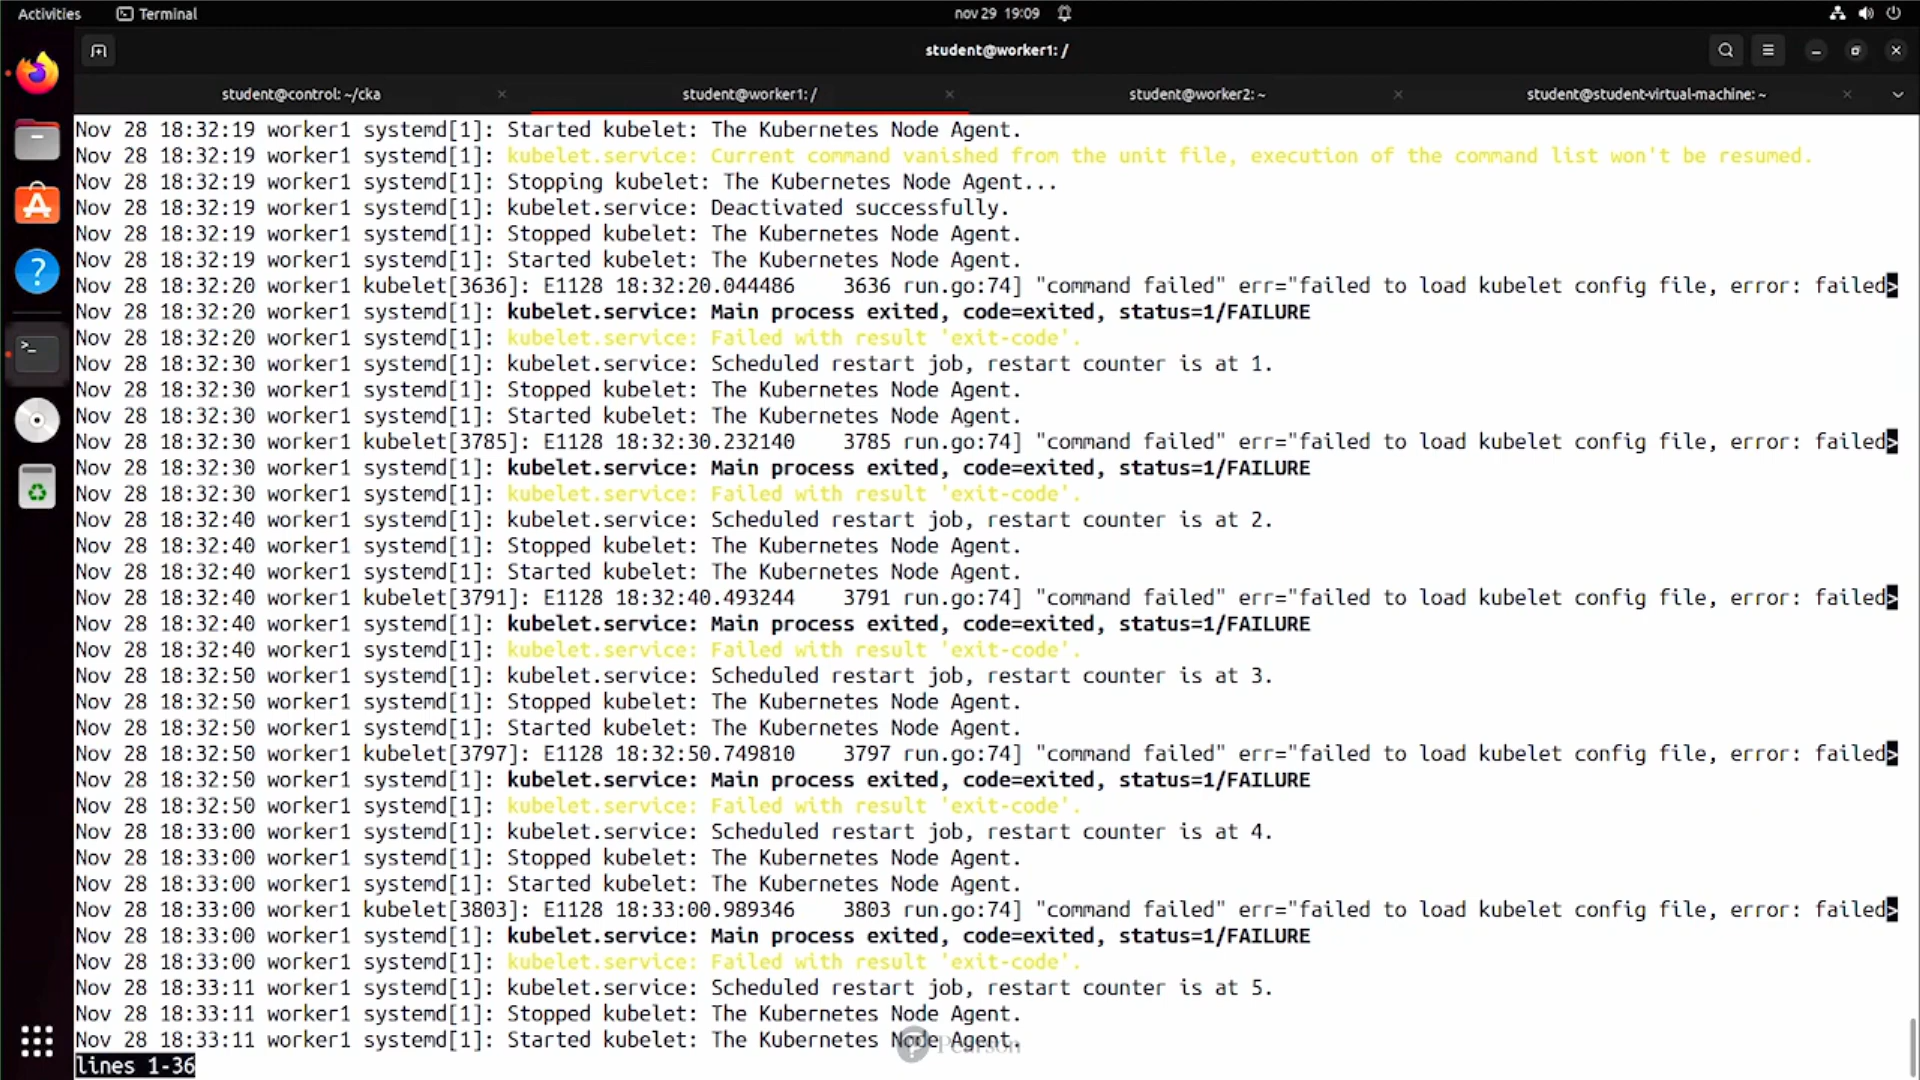 Activities
Terminal
nov 29 19:09
student@worker1: /
student@control: ~/cka
student@worker1: /
student@worker2: ~
student@student-virtual-machine: ~
Nov 28 18:32:19 worker1 systemd[1]: Started kubelet: The Kubernetes Node Agent.
Nov 28 18:32:19 worker1 systemd[1]: kubelet.service: Current command vanished from the unit file, execution of the command list won't be resumed.
Nov 28 18:32:19 worker1 systemd[1]: Stopping kubelet: The Kubernetes Node Agent...
Nov 28 18:32:19 worker1 systemd[1]: kubelet.service: Deactivated successfully.
Nov 28 18:32:19 worker1 systemd[1]: Stopped kubelet: The Kubernetes Node Agent.
Nov 28 18:32:19 worker1 systemd[1]: Started kubelet: The Kubernetes Node Agent.
Nov 28 18:32:20 worker1 kubelet[3636]: E1128 18:32:20.044486    3636 run.go:74] "command failed" err="failed to load kubelet config file, error: failed>
Nov 28 18:32:20 worker1 systemd[1]: kubelet.service: Main process exited, code=exited, status=1/FAILURE
Nov 28 18:32:20 worker1 systemd[1]: kubelet.service: Failed with result 'exit-code'.
Nov 28 18:32:30 worker1 systemd[1]: kubelet.service: Scheduled restart job, restart counter is at 1.
Nov 28 18:32:30 worker1 systemd[1]: Stopped kubelet: The Kubernetes Node Agent.
Nov 28 18:32:30 worker1 systemd[1]: Started kubelet: The Kubernetes Node Agent.
Nov 28 18:32:30 worker1 kubelet[3785]: E1128 18:32:30.232140    3785 run.go:74] "command failed" err="failed to load kubelet config file, error: failed>
Nov 28 18:32:30 worker1 systemd[1]: kubelet.service: Main process exited, code=exited, status=1/FAILURE
Nov 28 18:32:30 worker1 systemd[1]: kubelet.service: Failed with result 'exit-code'.
Nov 28 18:32:40 worker1 systemd[1]: kubelet.service: Scheduled restart job, restart counter is at 2.
Nov 28 18:32:40 worker1 systemd[1]: Stopped kubelet: The Kubernetes Node Agent.
Nov 28 18:32:40 worker1 systemd[1]: Started kubelet: The Kubernetes Node Agent.
Nov 28 18:32:40 worker1 kubelet[3791]: E1128 18:32:40.493244    3791 run.go:74] "command failed" err="failed to load kubelet config file, error: failed>
Nov 28 18:32:40 worker1 systemd[1]: kubelet.service: Main process exited, code=exited, status=1/FAILURE
Nov 28 18:32:40 worker1 systemd[1]: kubelet.service: Failed with result 'exit-code'.
Nov 28 18:32:50 worker1 systemd[1]: kubelet.service: Scheduled restart job, restart counter is at 3.
Nov 28 18:32:50 worker1 systemd[1]: Stopped kubelet: The Kubernetes Node Agent.
Nov 28 18:32:50 worker1 systemd[1]: Started kubelet: The Kubernetes Node Agent.
Nov 28 18:32:50 worker1 kubelet[3797]: E1128 18:32:50.749810    3797 run.go:74] "command failed" err="failed to load kubelet config file, error: failed>
Nov 28 18:32:50 worker1 systemd[1]: kubelet.service: Main process exited, code=exited, status=1/FAILURE
Nov 28 18:32:50 worker1 systemd[1]: kubelet.service: Failed with result 'exit-code'.
Nov 28 18:33:00 worker1 systemd[1]: kubelet.service: Scheduled restart job, restart counter is at 4.
Nov 28 18:33:00 worker1 systemd[1]: Stopped kubelet: The Kubernetes Node Agent.
Nov 28 18:33:00 worker1 systemd[1]: Started kubelet: The Kubernetes Node Agent.
Nov 28 18:33:00 worker1 kubelet[3803]: E1128 18:33:00.989346    3803 run.go:74] "command failed" err="failed to load kubelet config file, error: failed>
Nov 28 18:33:00 worker1 systemd[1]: kubelet.service: Main process exited, code=exited, status=1/FAILURE
Nov 28 18:33:00 worker1 systemd[1]: kubelet.service: Failed with result 'exit-code'.
Nov 28 18:33:11 worker1 systemd[1]: kubelet.service: Scheduled restart job, restart counter is at 5.
Nov 28 18:33:11 worker1 systemd[1]: Stopped kubelet: The Kubernetes Node Agent.
Nov 28 18:33:11 worker1 systemd[1]: Started kubelet: The Kubernetes Node Agent.
Pearson
lines 1-36